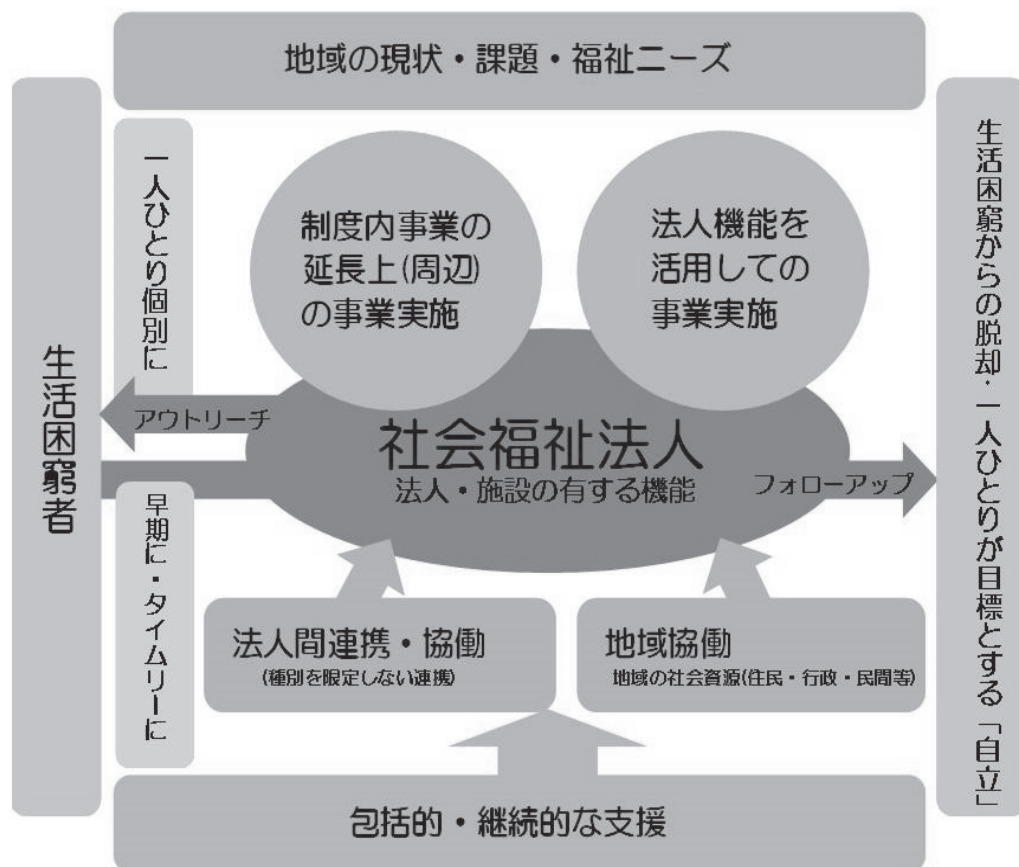 地域の現状・課題・福祉ニーズ
生活困窮者
一人ひとり個別に
制度内事業の
延長上(周辺)
の事業実施
法人機能を
活用しての
事業実施
アウトリーチ
社会福祉法人
法人・施設の有する機能
フォローアップ
早期に・タイムリーに
法人間連携・協働
(種別を限定しない連携)
地域協働
地域の社会資源(住民・行政・民間等)
包括的・継続的な支援
生活困窮からの脱却・一人ひとりが目標とする「自立」